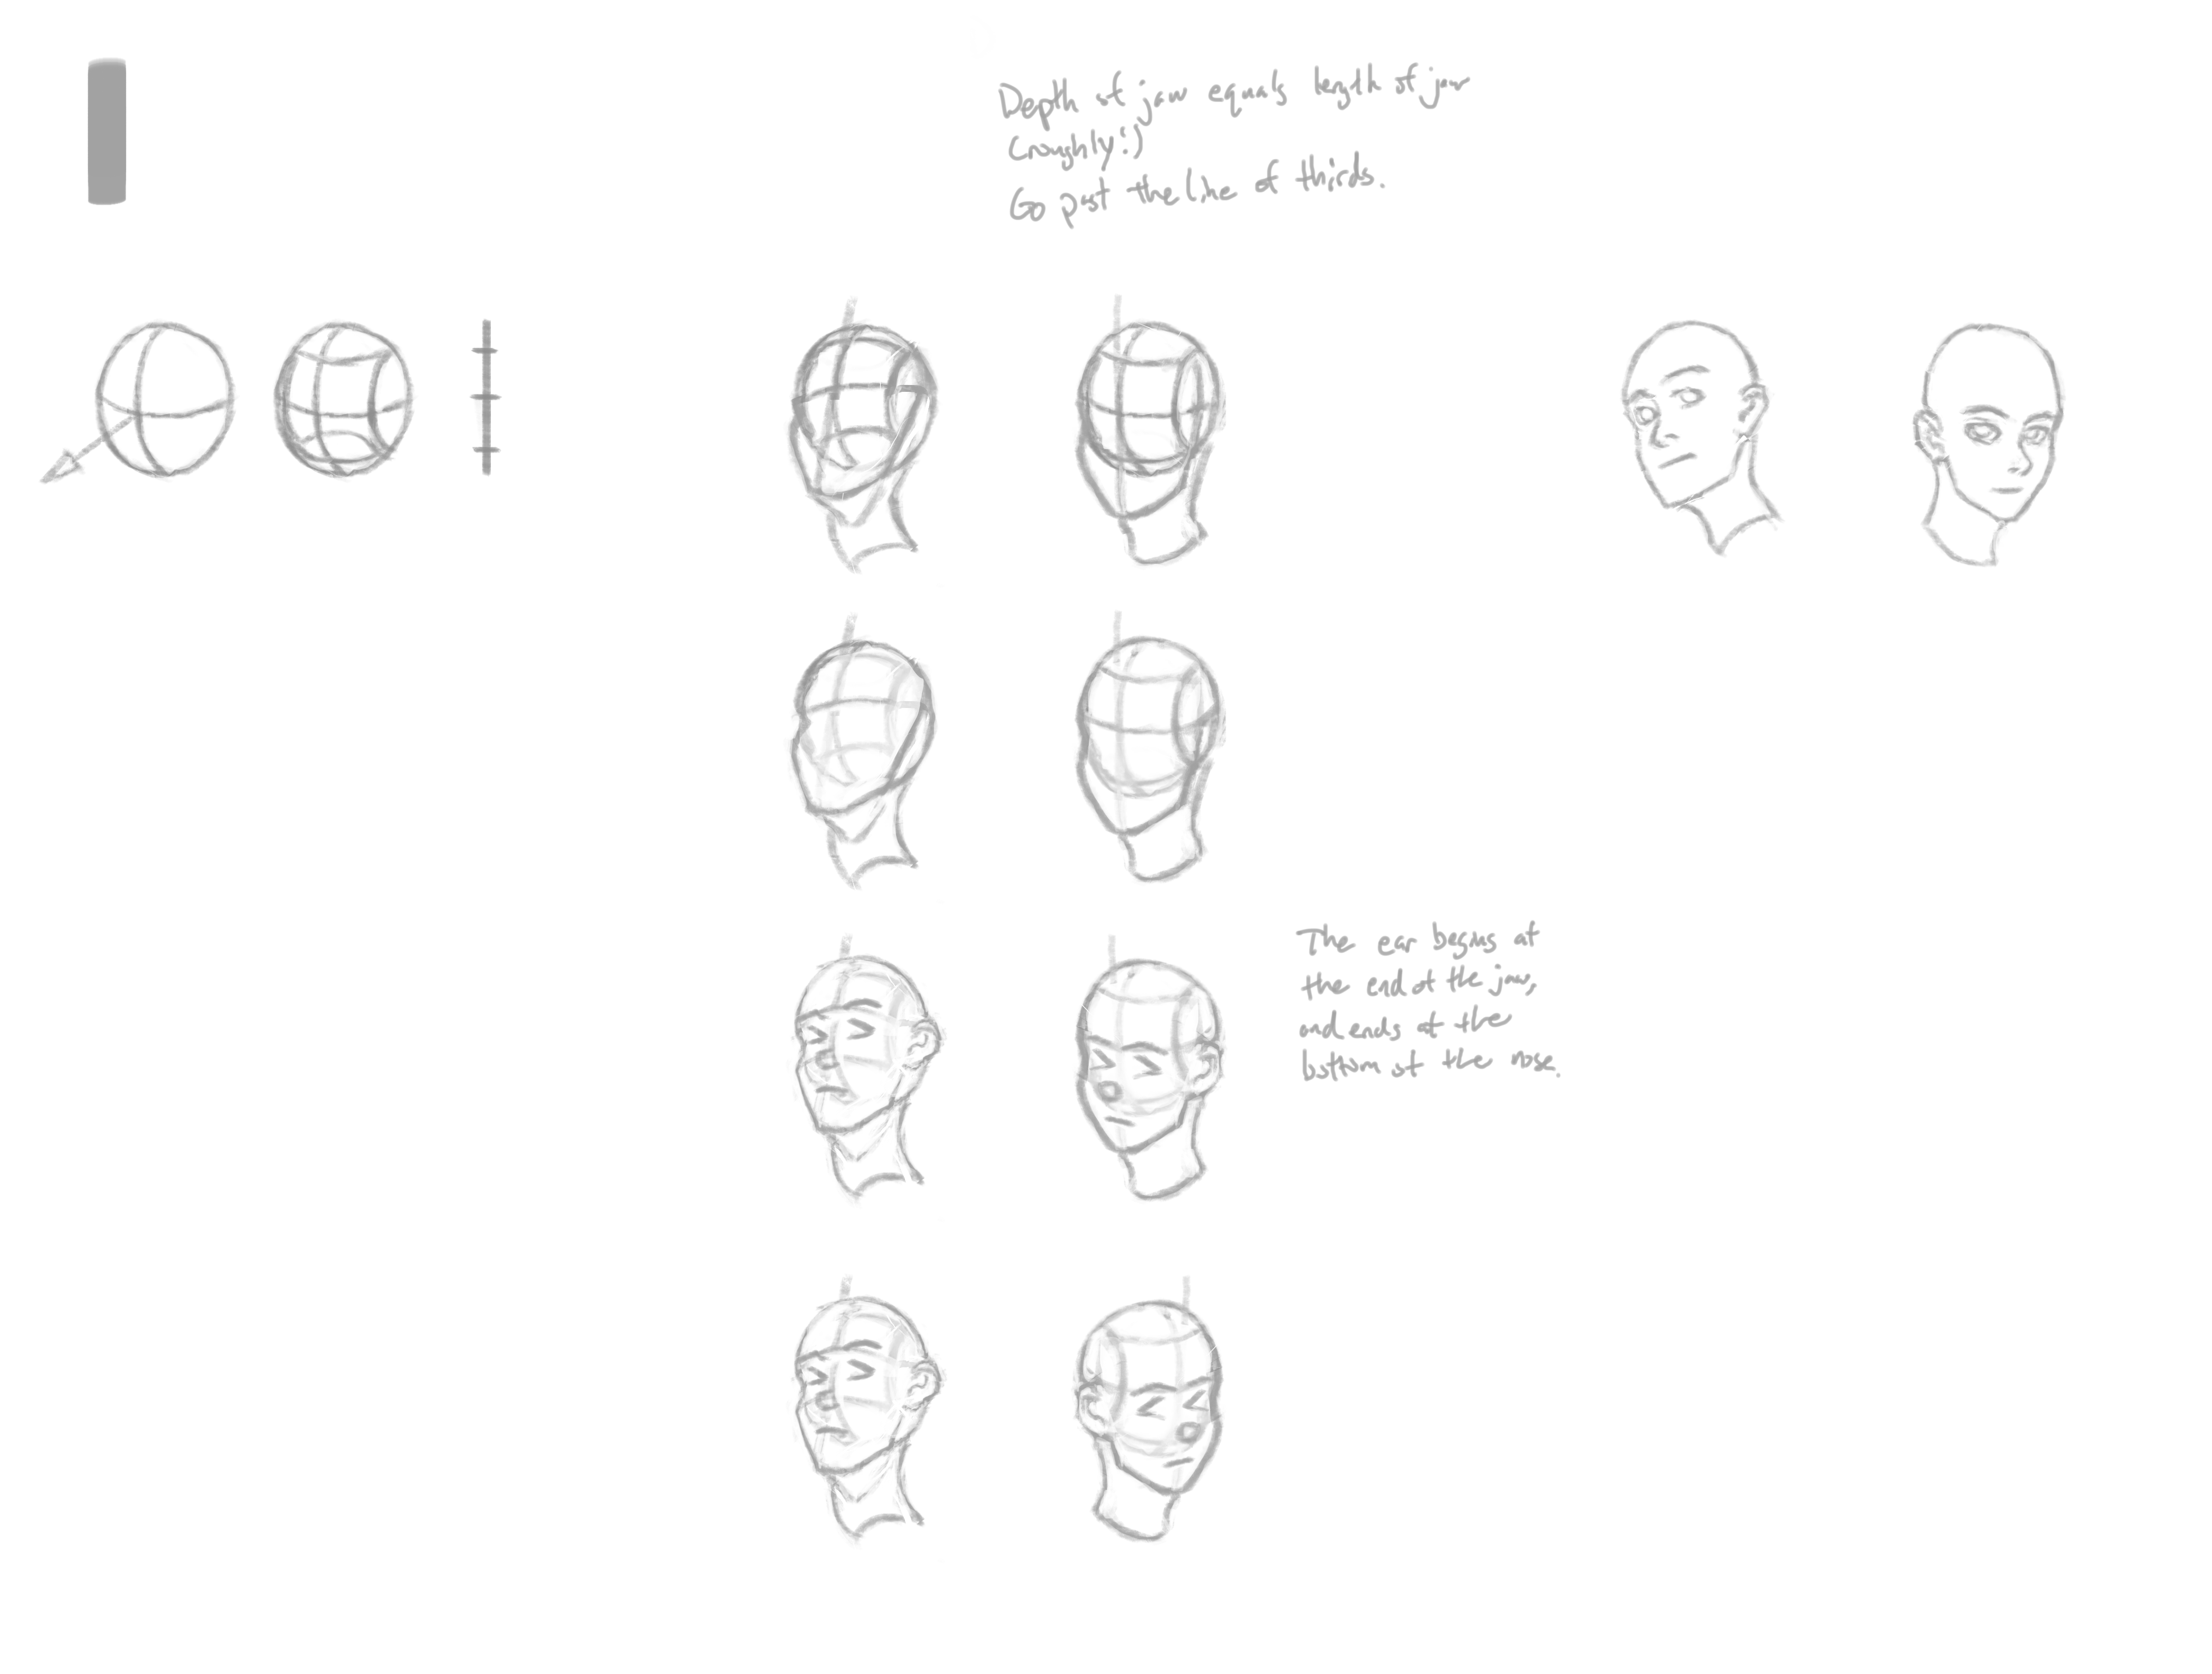 Depth of jaw equals length of jaw
(roughly!)
Go past the line of thirds.
The ear begins at
the end of the jaw,
and ends at the
bottom of the nose.